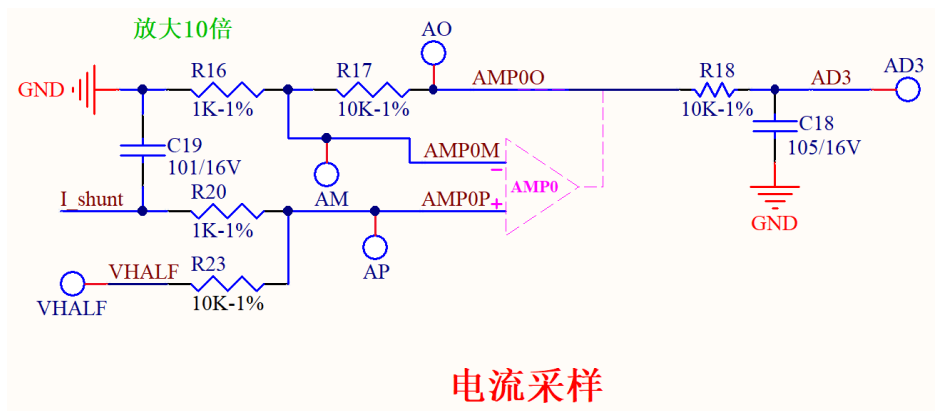 放大10倍
AO
R16
R17
AMP0O
R18
AD3
AD3
GND
1K-1%
10K-1%
10K-1%
C18
105/16V
C19
101/16V
AMP0M
-
AMP0
I_shunt
R20
AM
AMP0P
+
1K-1%
AP
GND
VHALF
R23
VHALF
10K-1%
电流采样